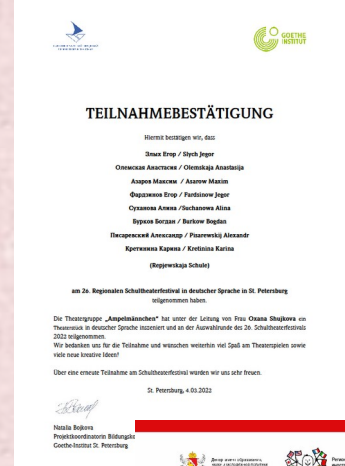 GOETHE
INSTITUT
TEILNAHMEBESTÄTIGUNG
Hiermit bestätigen wir, dass
Злых Егор / Slych Jegor
Олемская Анастасия / Olemskaja Anastasija
Азаров Максим / Asarow Maxim
Фардзинов Егор / Fardsinow Jegor
Суханова Алина /Suchanowa Alina
Бурков Богдан / Burkow Bogdan
Писаревский Александр / Pisarewskij Alexandr
Кретинина Карина / Kretinina Karina
(Repjewskaja Schule)
am 26. Regionalen Schultheaterfestival in deutscher Sprache in St. Petersburg
teilgenommen haben.
Die Theatergruppe „Ampelmännchen“ hat unter der Leitung von Frau Oxana Shujkova ein
Theaterstück in deutscher Sprache inszeniert und an der Auswahlrunde des 26. Schultheaterfestivals
2022 teilgenommen.
Wir bedanken uns für die Teilnahme und wünschen weiterhin viel Spaß am Theaterspielen sowie
viele neue kreative Ideen!
Über eine erneute Teilnahme am Schultheaterfestival würden wir uns sehr freuen.
St. Petersburg, 4.03.2022
Natalia Bojkova
Projektkoordinatorin Bildungsko
Goethe-Institut St. Petersburg